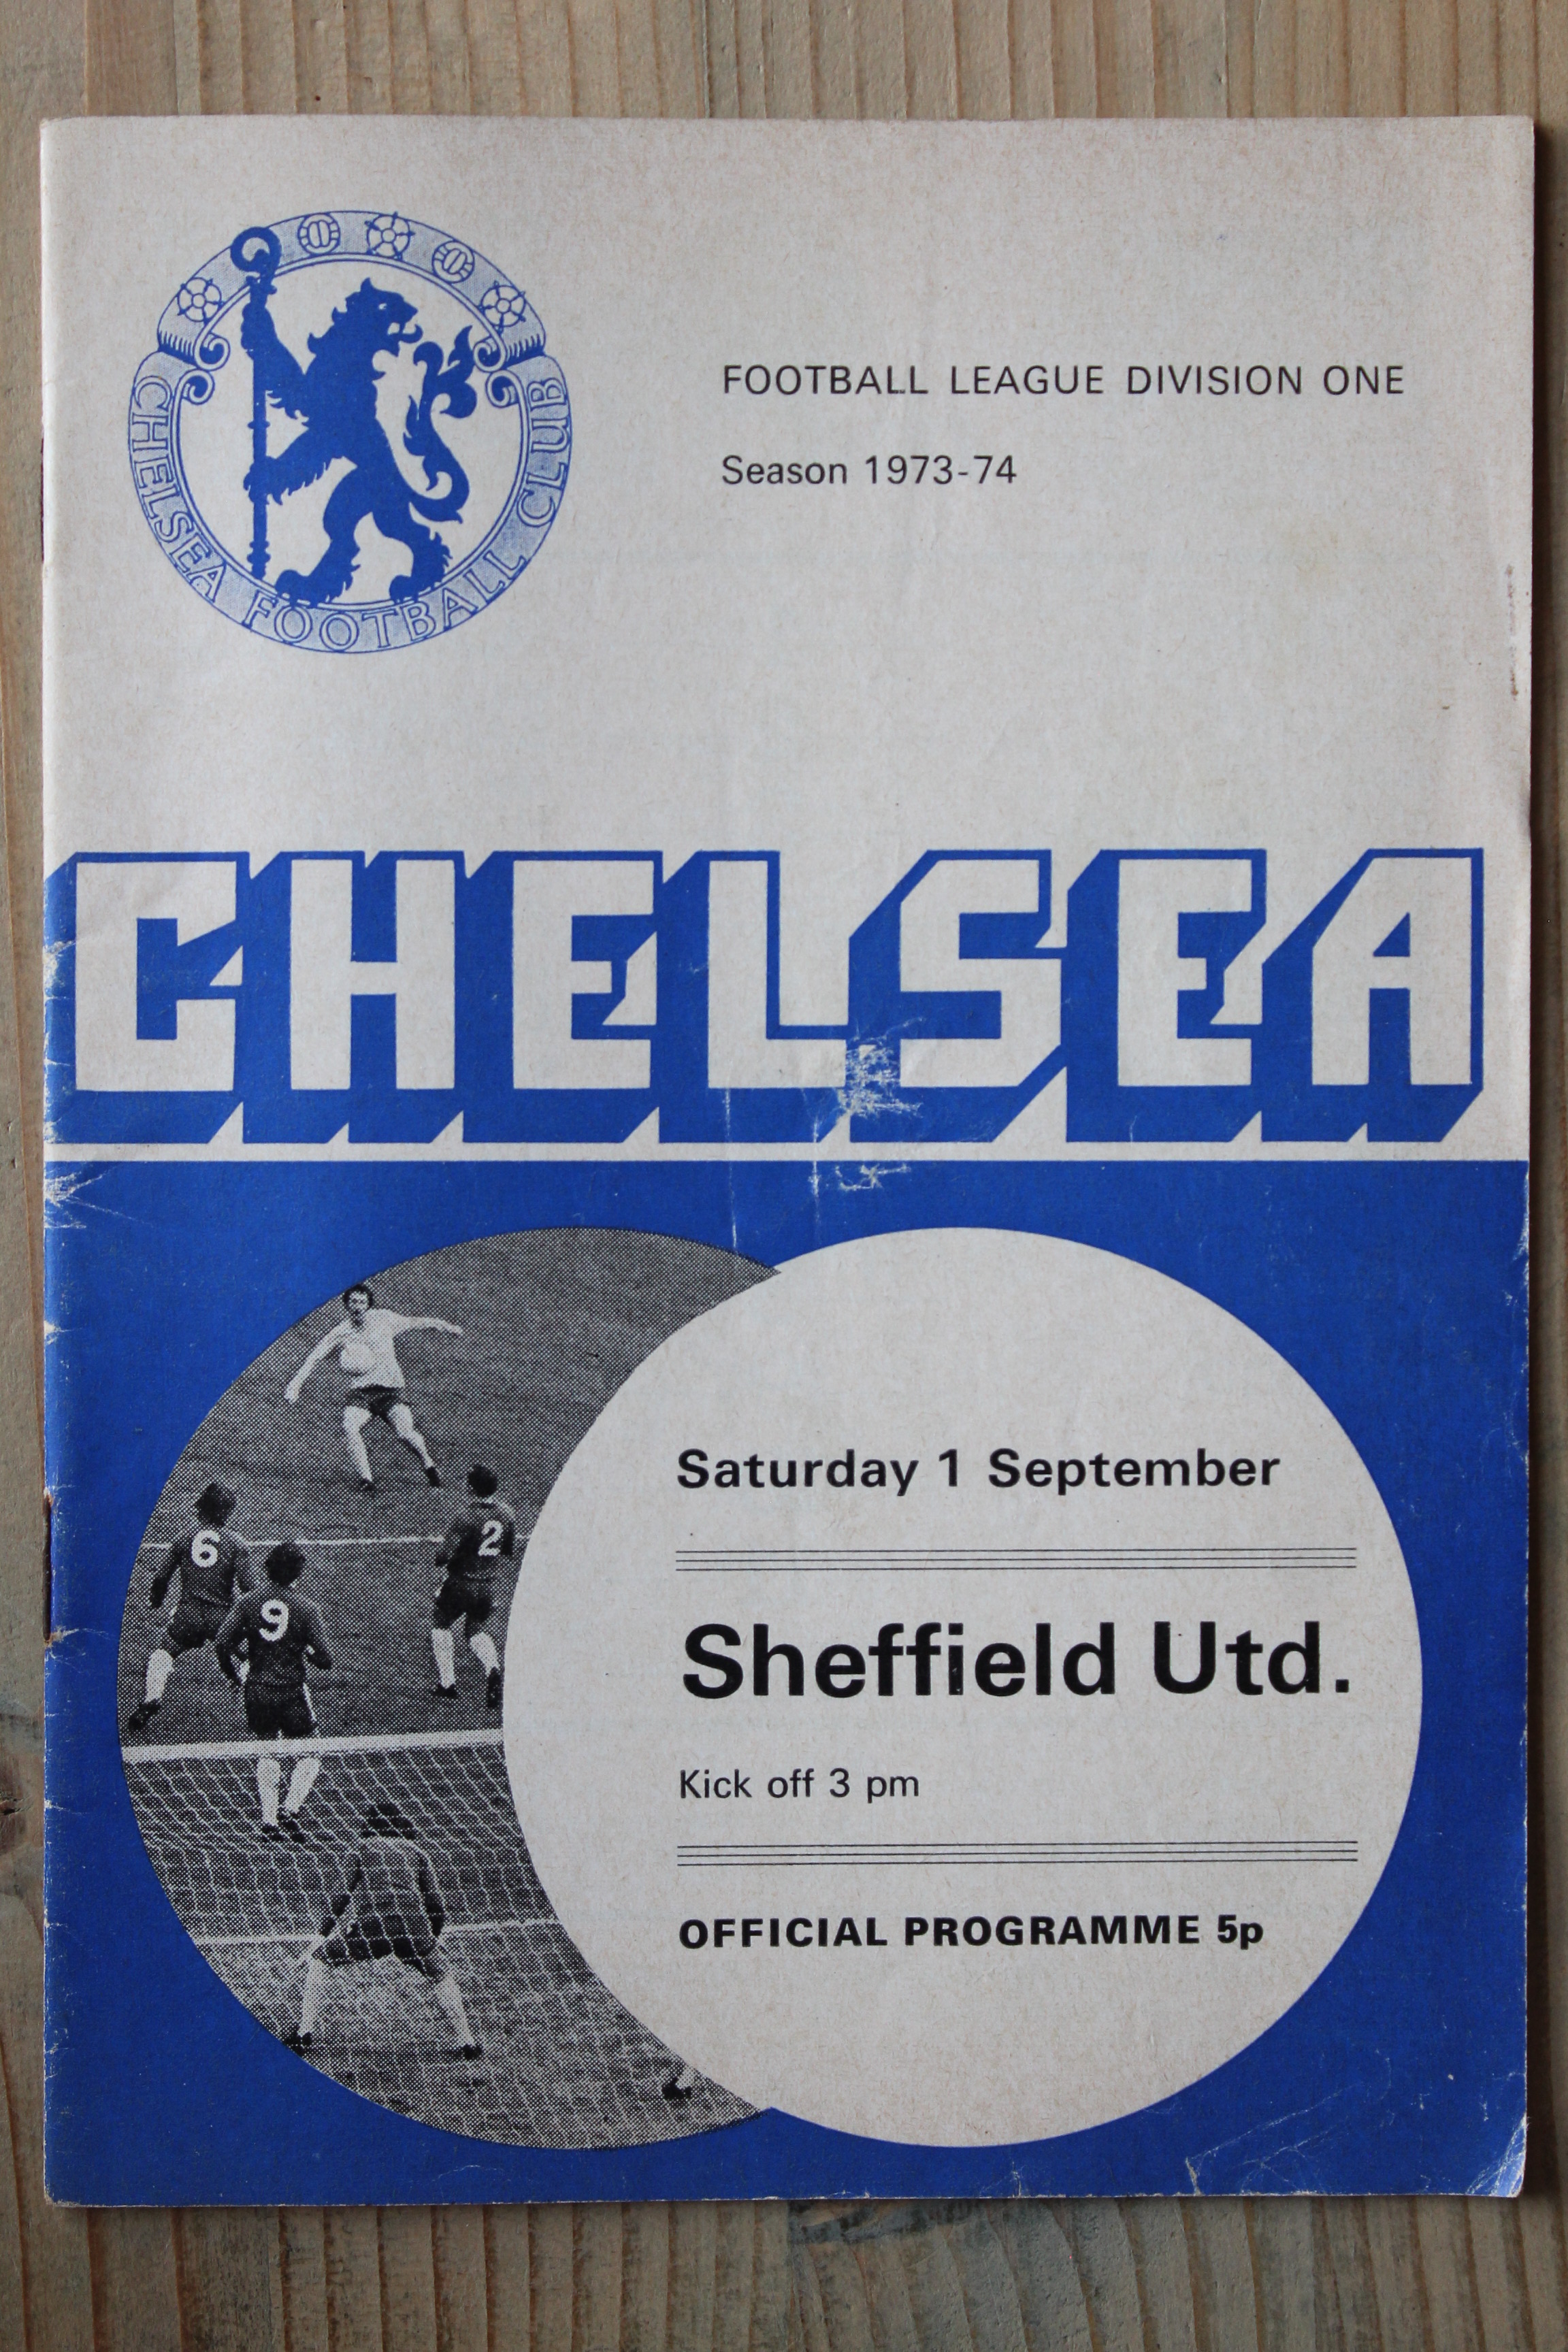 CHELSEA FOOTBALL CLUB
FOOTBALL LEAGUE DIVISION ONE
Season 1973-74
CHELSEA
Saturday 1 September
Sheffield Utd.
Kick off 3 pm
OFFICIAL PROGRAMME 5p
6
2
9